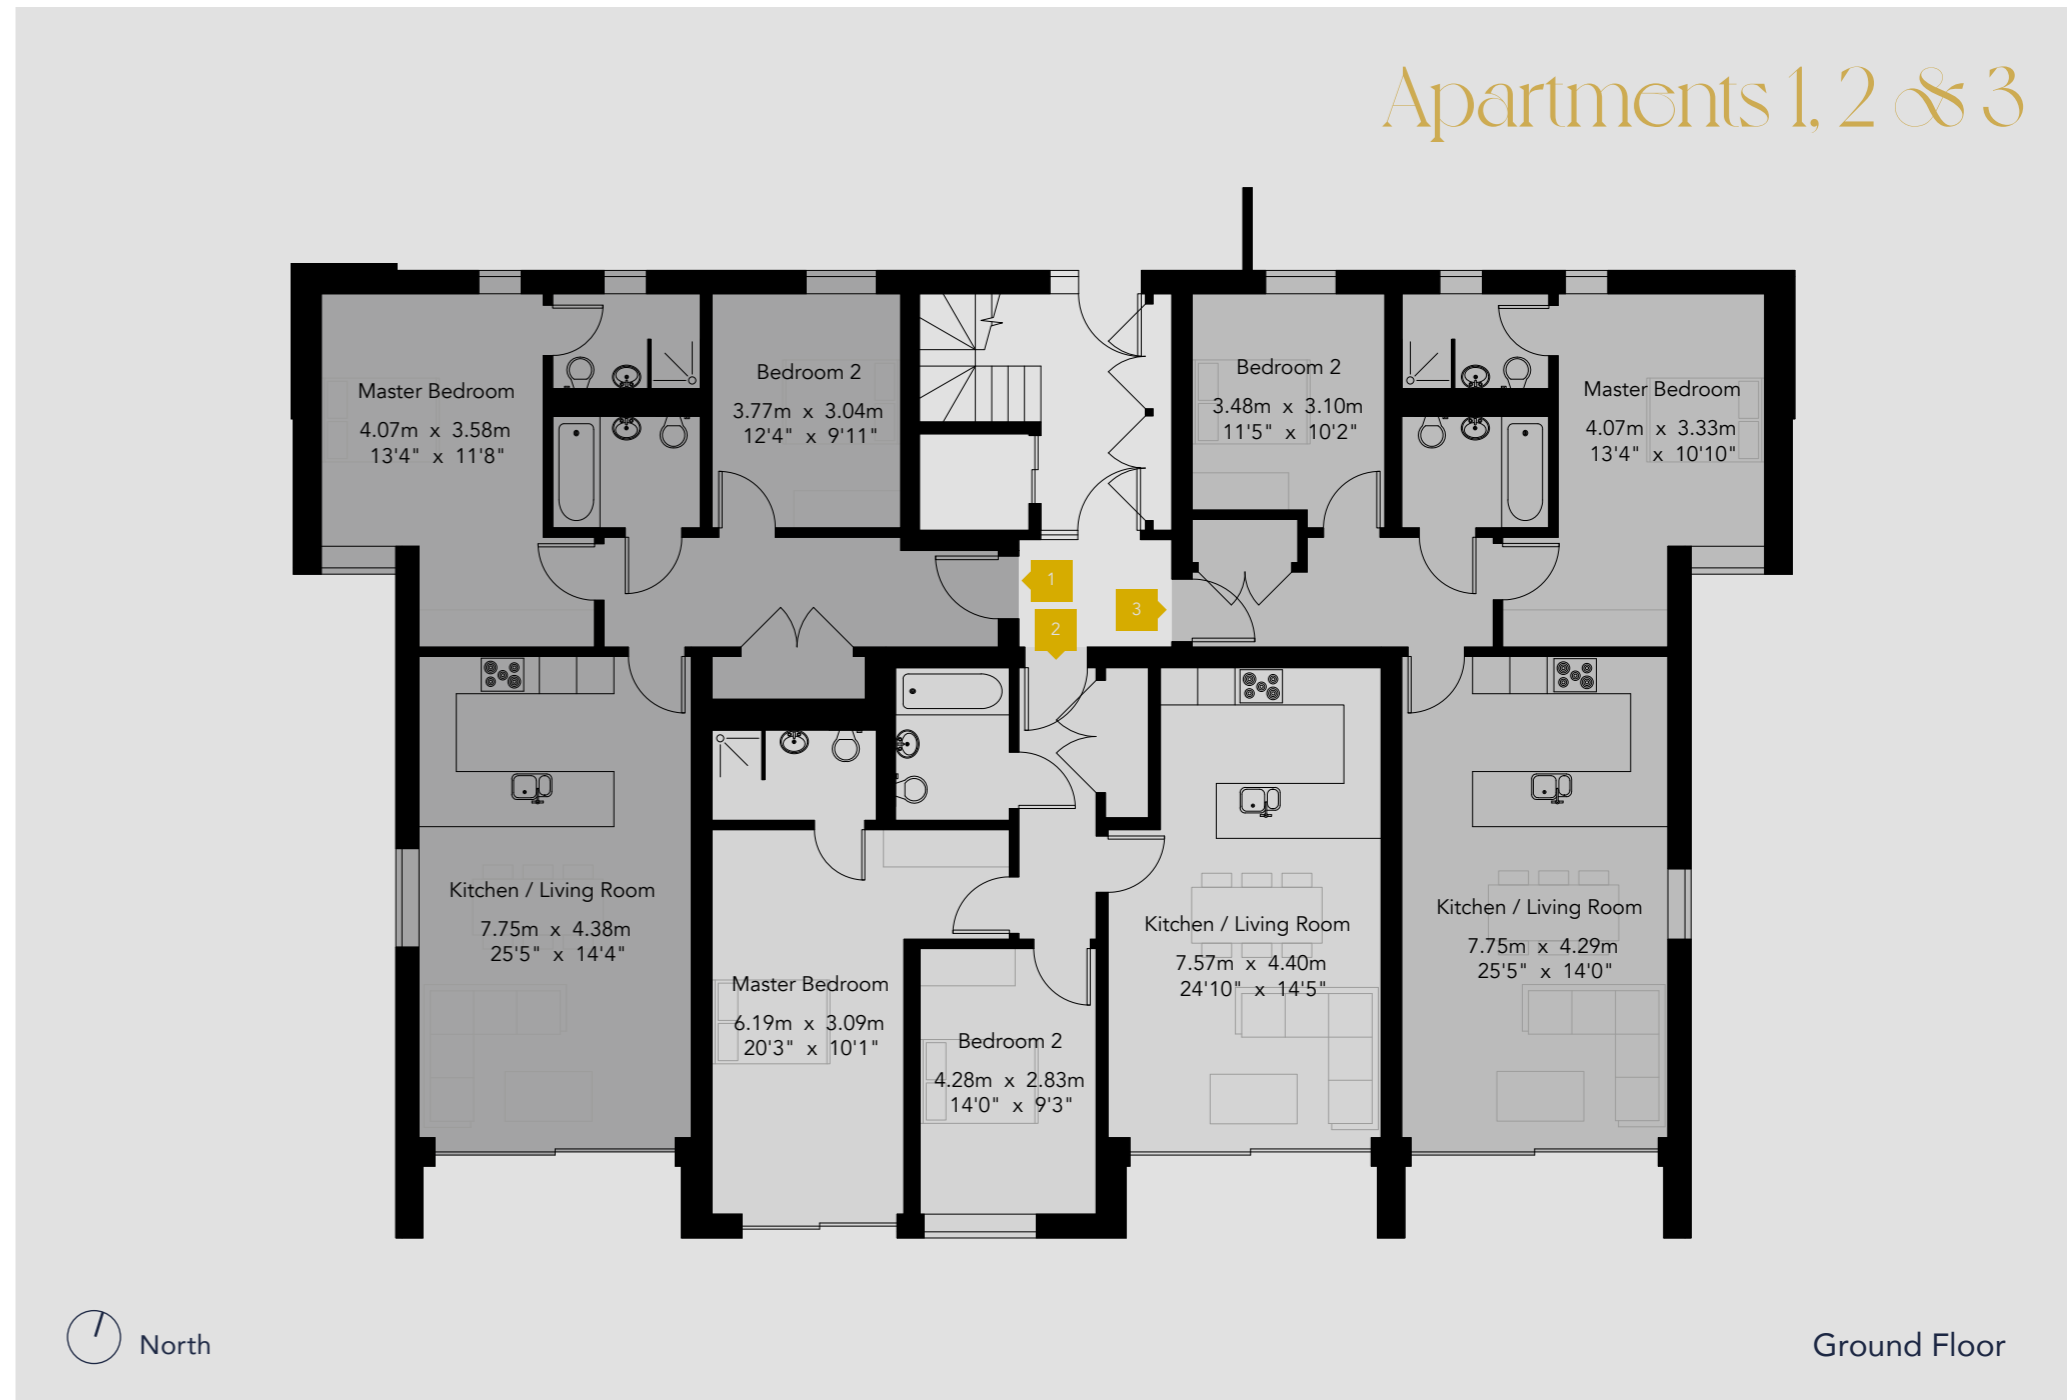 Apartments 1, 2 & 3
Master Bedroom
4.07m x 3.58m
13'4" x 11'8"
Bedroom 2
3.77m x 3.04m
12'4" x 9'11"
Bedroom 2
3.48m x 3.10m
11'5" x 10'2"
Master Bedroom
4.07m x 3.33m
13'4" x 10'10"
1
2
3
Kitchen / Living Room
7.75m x 4.38m
25'5" x 14'4"
Master Bedroom
6.19m x 3.09m
20'3" x 10'1"
Bedroom 2
4.28m x 2.83m
14'0" x 9'3"
Kitchen / Living Room
7.57m x 4.40m
24'10" x 14'5"
Kitchen / Living Room
7.75m x 4.29m
25'5" x 14'0"
North
Ground Floor